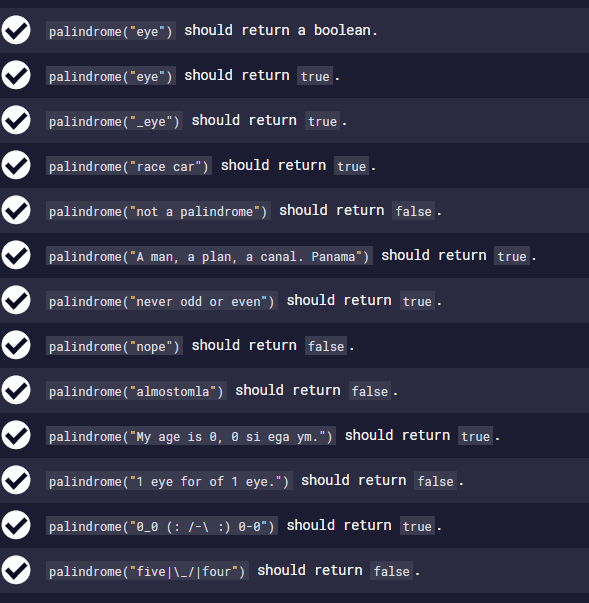 palindrome("eye") should return a boolean.
palindrome("eye") should return true.
palindrome("_eye") should return true.
palindrome("race car") should return true.
palindrome("not a palindrome") should return false.
palindrome("A man, a plan, a canal. Panama") should return true.
palindrome("never odd or even") should return true.
palindrome("nope") should return false.
palindrome("almostomla") should return false.
palindrome("My age is 0, 0 si ega ym.") should return true.
palindrome("1 eye for of 1 eye.") should return false.
palindrome("0_0 (: /-\ :) 0-0") should return true.
palindrome("five|\_/|four") should return false.